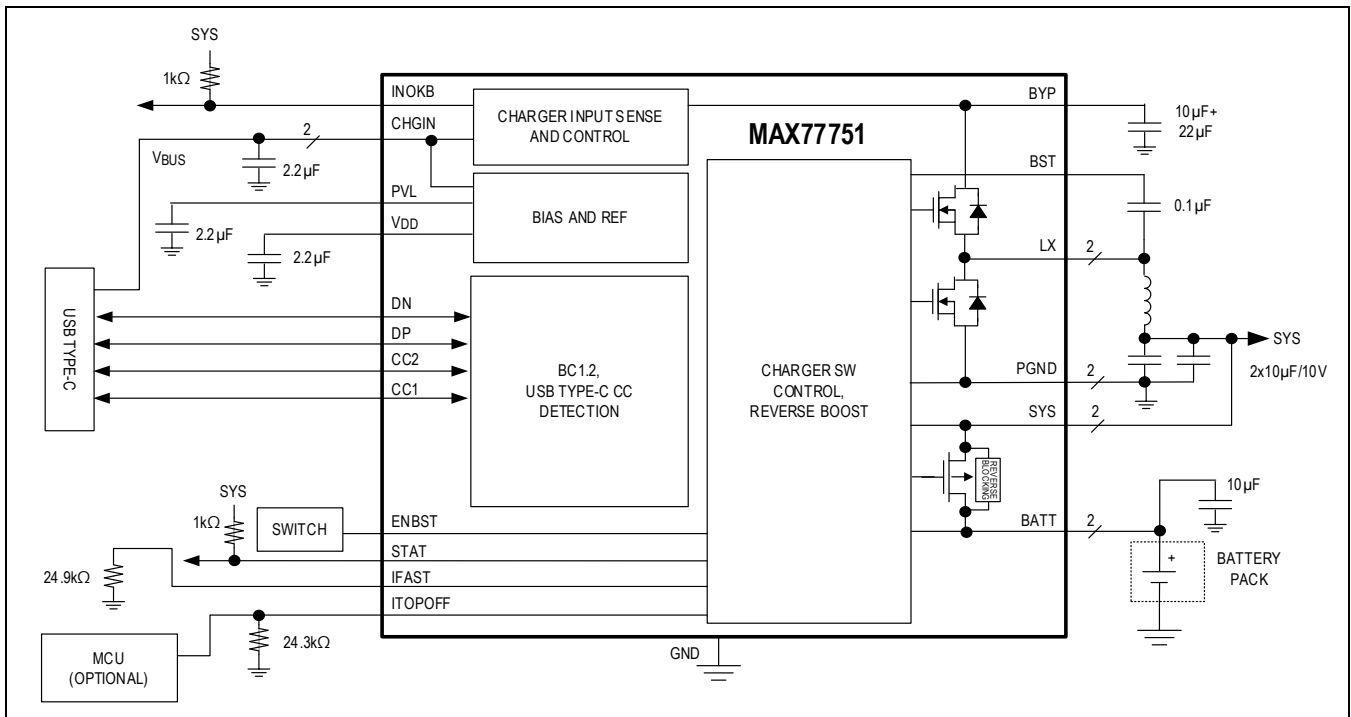 SYS
1kΩ
INOKB
CHGIN
2
VBUS
2.2µF
PVL
2.2µF
VDD
2.2µF
CHARGER INPUT SENSE
AND CONTROL
BIAS AND REF
MAX77751
BYP
10µF+
22µF
BST
0.1µF
LX
2
SYS
2x10µF/10V
PGND
2
SYS
2
USB TYPE-C
DN
DP
CC2
CC1
BC1.2,
USB TYPE-C CC
DETECTION
CHARGER SW
CONTROL,
REVERSE BOOST
REVERSE
BLOCKING
BATT
2
10µF
+
BATTERY
PACK
SYS
1kΩ
SWITCH
ENBST
STAT
24.9kΩ
IFAST
ITOPOFF
24.3kΩ
MCU
(OPTIONAL)
GND